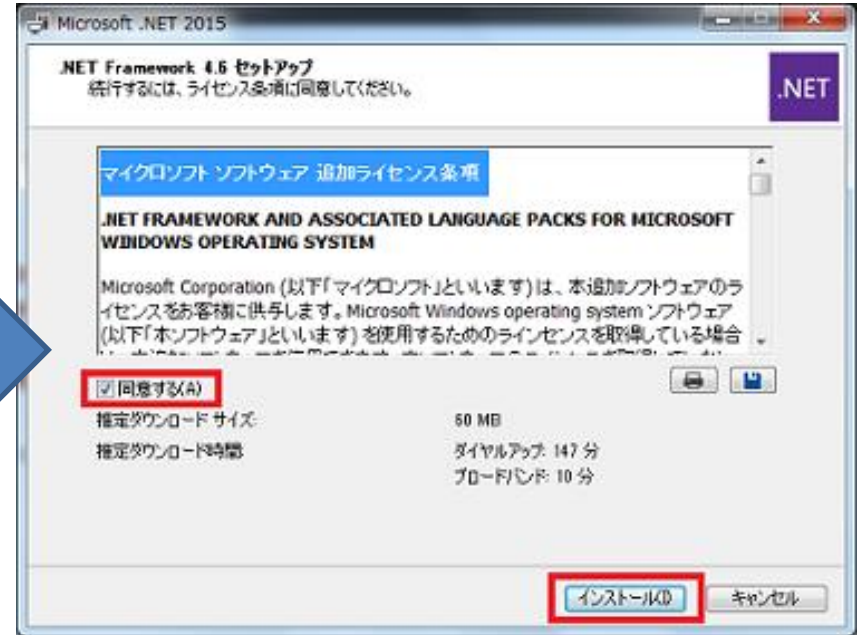 Microsoft .NET 2015
.NET Framework 4.6 セットアップ
続行するには、ライセンス条項に同意してください。
.NET
マイクロソフト ソフトウェア 追加ライセンス条項
.NET FRAMEWORK AND ASSOCIATED LANGUAGE PACKS FOR MICROSOFT
WINDOWS OPERATING SYSTEM
Microsoft Corporation (以下「マイクロソフト」といいます) は、本追加ソフトウェアのラ
イセンスをお客様に供与します。Microsoft Windows operating system ソフトウェア
(以下「本ソフトウェア」といいます) を使用するためのラインセンスを取得している場合
同意する(A)
推定ダウンロード サイズ: 60 MB
推定ダウンロード時間: ダイヤルアップ: 147 分
ブロードバンド: 10 分
インストール(I) キャンセル